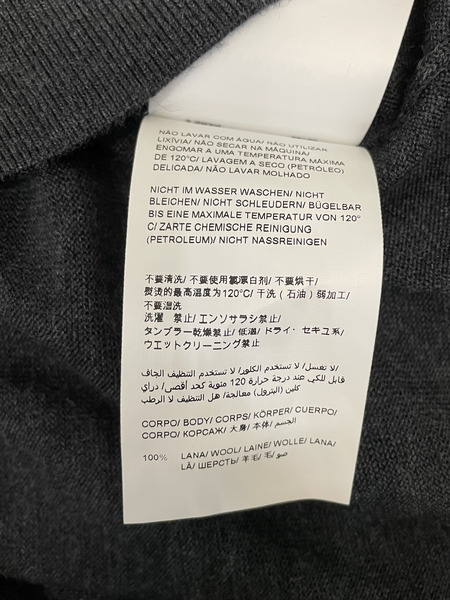 NÃO LAVAR COM ÁGUA/ NÃO UTILIZAR
LIXÍVIA/ NÃO SECAR NA MÁQUINA/
ENGOMAR A UMA TEMPERATURA MÁXIMA
DE 120°C/ LAVAGEM A SECO (PETRÓLEO)
DELICADA/ NÃO LAVAR MOLHADO
NICHT IM WASSER WASCHEN/ NICHT
BLEICHEN/ NICHT SCHLEUDERN/ BÜGELBAR
BIS EINE MAXIMALE TEMPERATUR VON 120°
C/ ZARTE CHEMISCHE REINIGUNG
(PETROLEUM)/ NICHT NASSREINIGEN
不要清洗/ 不要使用氯漂白剂/ 不要烘干/
熨烫的最高温度为120°C/ 干洗（石油）弱加工/
不要湿洗
洗濯 禁止/ エンソサラシ禁止/
タンブラー乾燥禁止/ 低温/ ドライ・セキユ系/
ウエットクリーニング禁止
لا تغسل/ لا تستخدم الكلور/ لا تستخدم التنظيف الجاف/
قابل للكي عند درجة حرارة 120 مئوية كحد أقصى/ دراي
كلين (البترول) معالجة/ هل التنظيف لا الرطب
CORPO/ BODY/ CORPS/ KÖRPER/ CUERPO/
CORPO/ КОРСАЖ/ 大身/ 本体/ الجسم
100% LANA/ WOOL/ LAINE/ WOLLE/ LANA/
LÃ/ ШЕРСТЬ/ 羊毛/ 毛/ صو